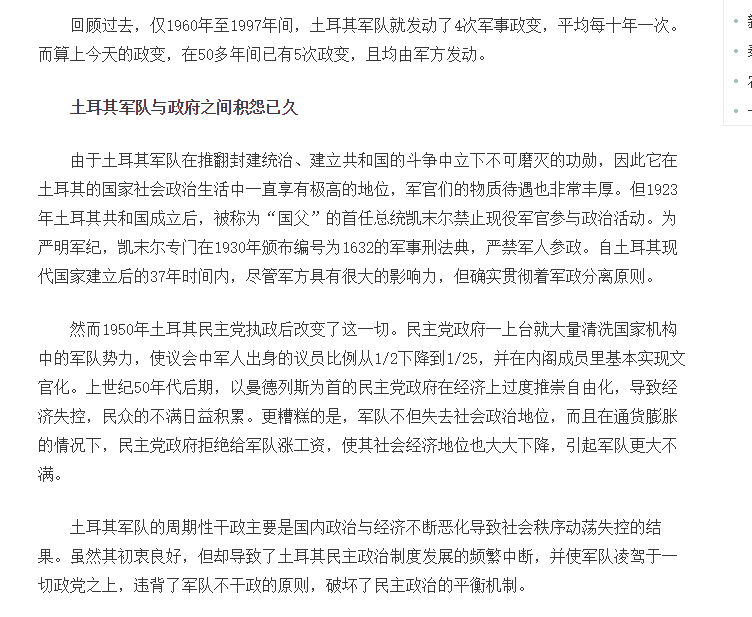 回顾过去，仅1960年至1997年间，土耳其军队就发动了4次军事政变，平均每十年一次。
而算上今天的政变，在50多年间已有5次政变，且均由军方发动。
土耳其军队与政府之间积怨已久
由于土耳其军队在推翻封建统治、建立共和国的斗争中立下不可磨灭的功勋，因此它在
土耳其的国家社会政治生活中一直享有极高的地位，军官们的物质待遇也非常丰厚。但1923
年土耳其共和国成立后，被称为“国父”的首任总统凯末尔禁止现役军官参与政治活动。为
严明军纪，凯末尔专门在1930年颁布编号为1632的军事刑法典，严禁军人参政。自土耳其现
代国家建立后的37年时间内，尽管军方具有很大的影响力，但确实贯彻着军政分离原则。
然而1950年土耳其民主党执政后改变了这一切。民主党政府一上台就大量清洗国家机构
中的军队势力，使议会中军人出身的议员比例从1/2下降到1/25，并在内阁成员里基本实现文
官化。上世纪50年代后期，以曼德列斯为首的民主党政府在经济上过度推崇自由化，导致经
济失控，民众的不满日益积累。更糟糕的是，军队不但失去社会政治地位，而且在通货膨胀
的情况下，民主党政府拒绝给军队涨工资，使其社会经济地位也大大下降，引起军队更大不
满。
土耳其军队的周期性干政主要是国内政治与经济不断恶化导致社会秩序动荡失控的结
果。虽然其初衷良好，但却导致了土耳其民主政治制度发展的频繁中断，并使军队凌驾于一
切政党之上，违背了军队不干政的原则，破坏了民主政治的平衡机制。